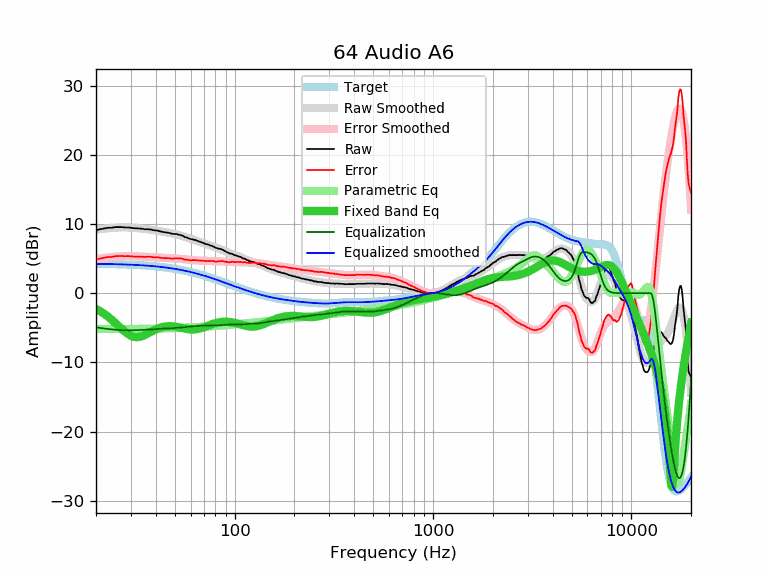 64 Audio A6
30
20
10
0
−10
−20
−30
Amplitude (dBr)
Target
Raw Smoothed
Error Smoothed
Raw
Error
Parametric Eq
Fixed Band Eq
Equalization
Equalized smoothed
100
1000
10000
Frequency (Hz)